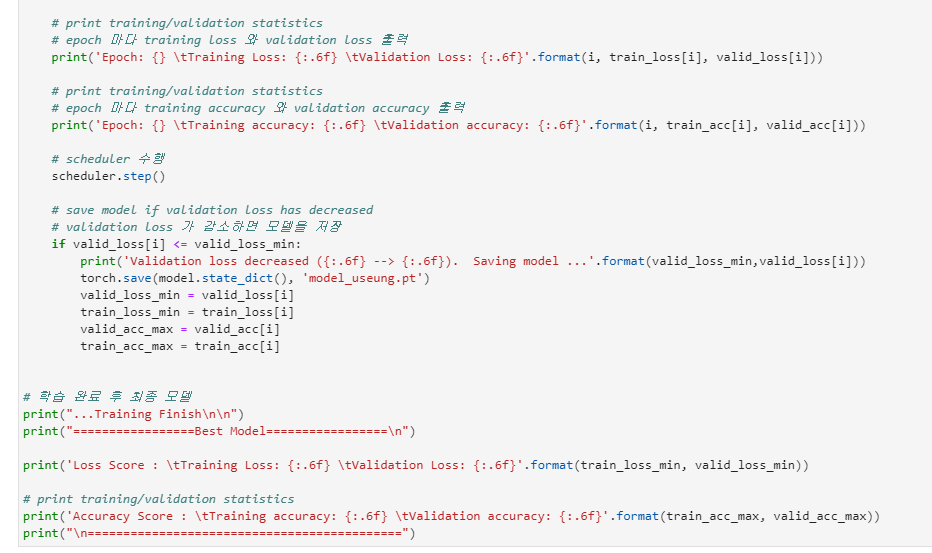 # print training/validation statistics
# epoch 마다 training loss 와 validation loss 출력
print('Epoch: {} \tTraining Loss: {:.6f} \tValidation Loss: {:.6f}'.format(i, train_loss[i], valid_loss[i]))
# print training/validation statistics
# epoch 마다 training accuracy 와 validation accuracy 출력
print('Epoch: {} \tTraining accuracy: {:.6f} \tValidation accuracy: {:.6f}'.format(i, train_acc[i], valid_acc[i]))
# scheduler 수행
scheduler.step()
# save model if validation loss has decreased
# validation loss 가 감소하면 모델을 저장
if valid_loss[i] <= valid_loss_min:
print('Validation loss decreased ({:.6f} --> {:.6f}).  Saving model ...'.format(valid_loss_min,valid_loss[i]))
torch.save(model.state_dict(), 'model_useung.pt')
valid_loss_min = valid_loss[i]
train_loss_min = train_loss[i]
valid_acc_max = valid_acc[i]
train_acc_max = train_acc[i]
# 학습 완료 후 최종 모델
print("...Training Finish\n\n")
print("=================Best Model=================\n")
print('Loss Score : \tTraining Loss: {:.6f} \tValidation Loss: {:.6f}'.format(train_loss_min, valid_loss_min))
# print training/validation statistics
print('Accuracy Score : \tTraining accuracy: {:.6f} \tValidation accuracy: {:.6f}'.format(train_acc_max, valid_acc_max))
print("\n============================================")